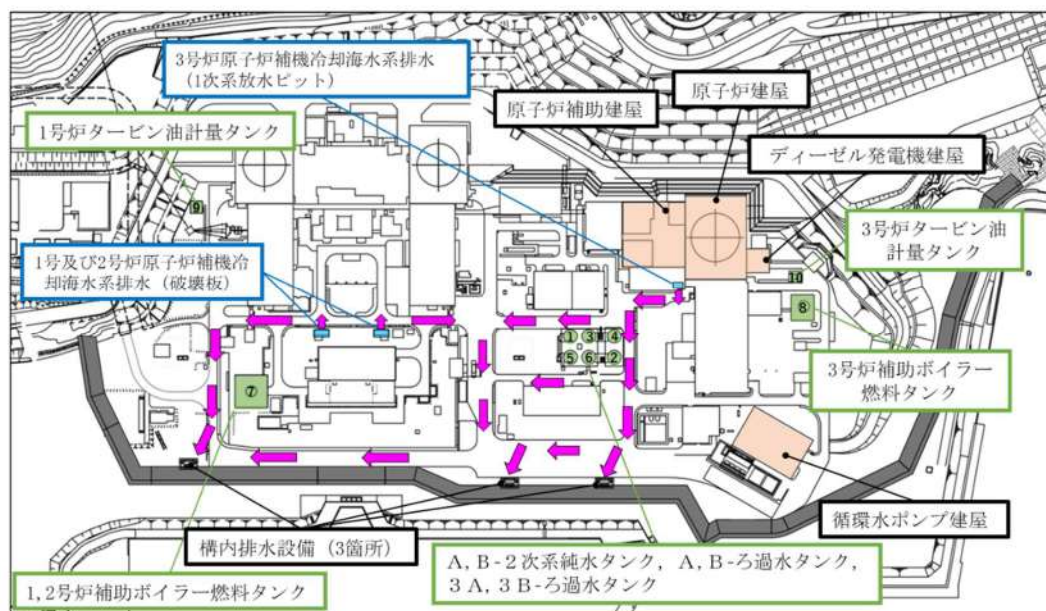 3号炉原子炉補機冷却海水系排水
(1次系放水ピット)
原子炉建屋
原子炉補助建屋
1号炉タービン油計量タンク
ディーゼル発電機建屋
3号炉タービン油
計量タンク
1号及び2号炉原子炉補機冷
却海水系排水(破壊板)
⑨
⑩
⑧
①③④
⑤⑥②
⑦
3号炉補助ボイラー
燃料タンク
循環水ポンプ建屋
構内排水設備(3箇所)
A, B-2次系純水タンク, A, B-ろ過水タンク,
3A, 3B-ろ過水タンク
1,2号炉補助ボイラー燃料タンク